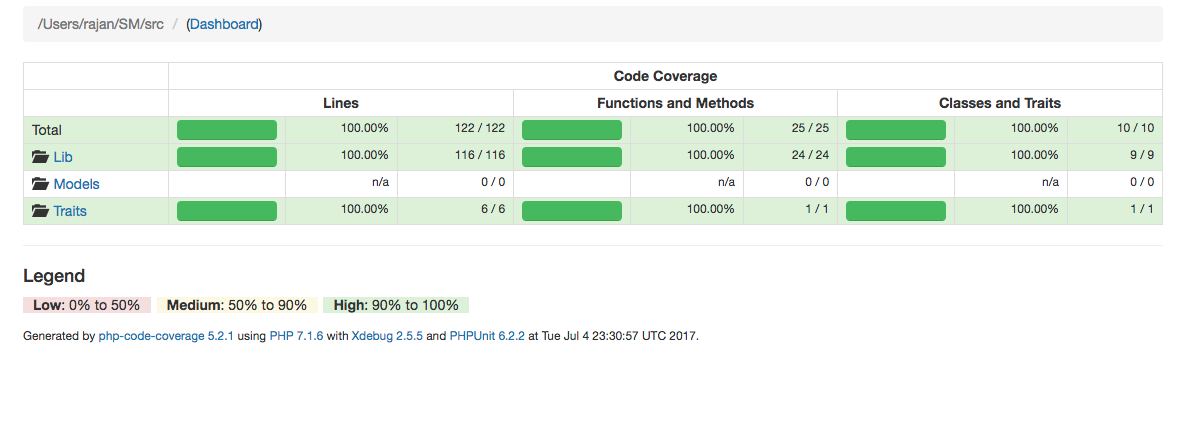 /Users/rajan/SM/src / (Dashboard)
Code Coverage
Lines Functions and Methods Classes and Traits
Total 100.00% 122 / 122 100.00% 25 / 25 100.00% 10 / 10
Lib 100.00% 116 / 116 100.00% 24 / 24 100.00% 9 / 9
Models n/a 0 / 0 n/a 0 / 0 n/a 0 / 0
Traits 100.00% 6 / 6 100.00% 1 / 1 100.00% 1 / 1
Legend
Low: 0% to 50% Medium: 50% to 90% High: 90% to 100%
Generated by php-code-coverage 5.2.1 using PHP 7.1.6 with Xdebug 2.5.5 and PHPUnit 6.2.2 at Tue Jul 4 23:30:57 UTC 2017.